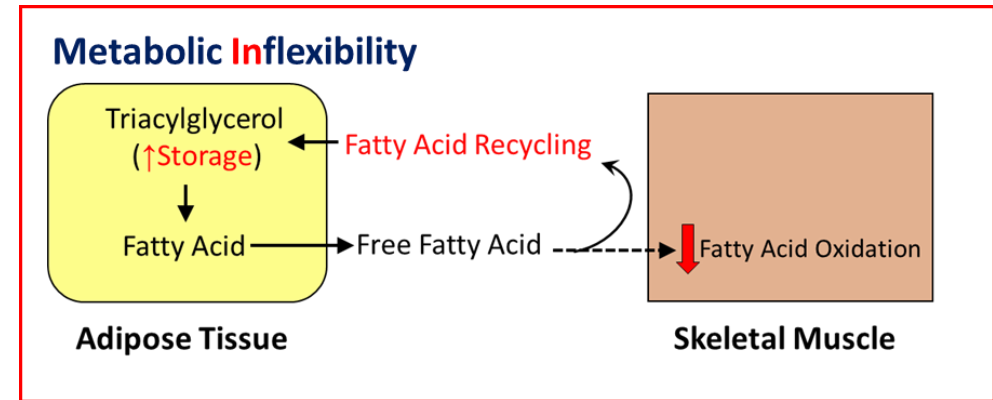 Metabolic Inflexibility
Triacylglycerol
(↑Storage)
Fatty Acid Recycling
Fatty Acid
Free Fatty Acid
Fatty Acid Oxidation
Adipose Tissue
Skeletal Muscle